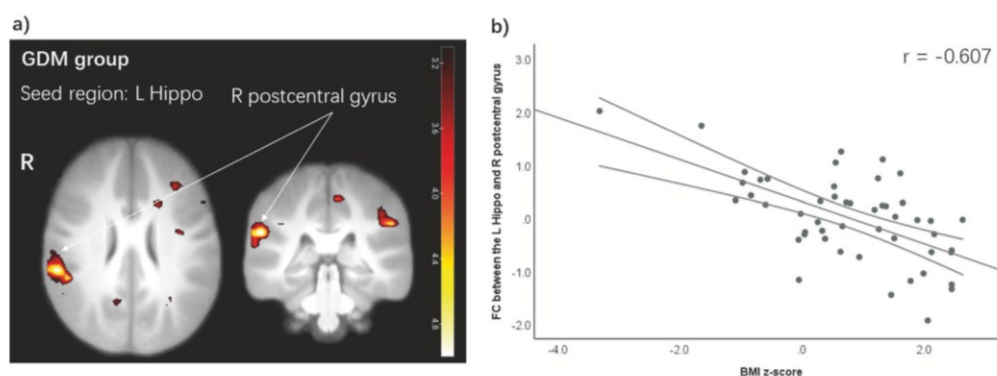 a)
GDM group
Seed region: L Hippo
R postcentral gyrus
R
3.2
3.6
4.0
4.4
4.8
b)
r = -0.607
FC between the L Hippo and R postcentral gyrus
3.0
2.0
1.0
.0
-1.0
-2.0
-4.0 -2.0 .0 2.0
BMI z-score